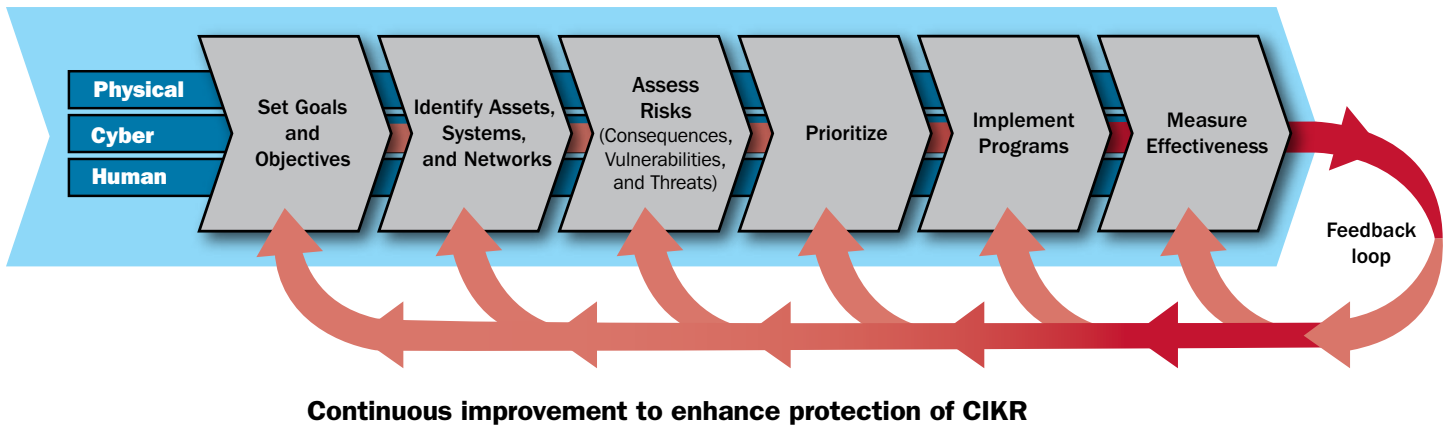 Physical
Cyber
Human
Set Goals
and
Objectives
Identify Assets,
Systems,
and Networks
Assess
Risks
(Consequences,
Vulnerabilities,
and Threats)
Prioritize
Implement
Programs
Measure
Effectiveness
Feedback
loop
Continuous improvement to enhance protection of CIKR